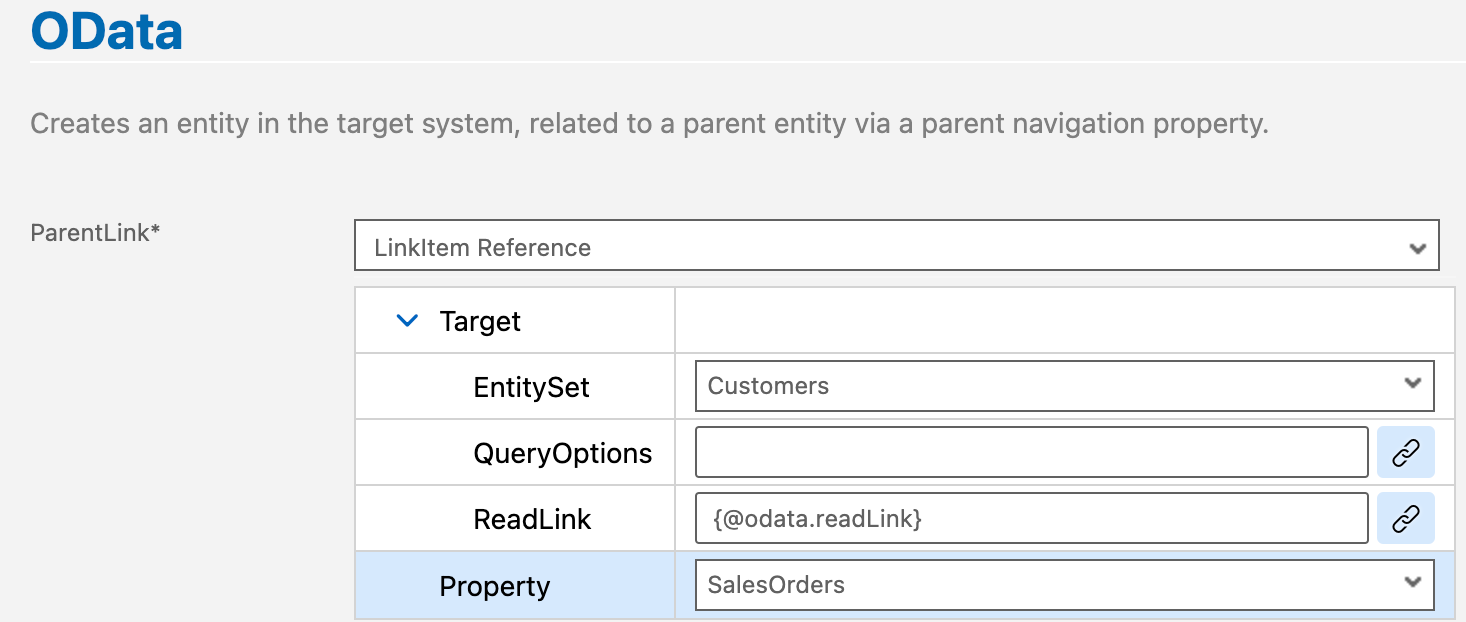 OData
Creates an entity in the target system, related to a parent entity via a parent navigation property.
ParentLink*
LinkItem Reference
Target
EntitySet
Customers
QueryOptions
ReadLink
{@odata.readLink}
Property
SalesOrders